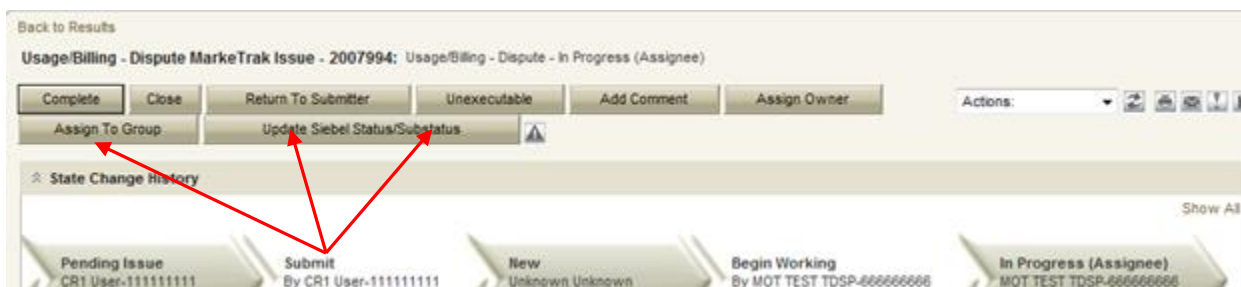 Back to Results
Usage/Billing - Dispute MarkeTrak Issue - 2007994: Usage/Billing - Dispute - In Progress (Assignee)
Complete Close Return To Submitter Unexecutable Add Comment Assign Owner Actions:
Assign To Group Update Siebel Status/Substatus
State Change History
Show All
Pending Issue Submit New Begin Working In Progress (Assignee)
CR1 User-111111111 By CR1 User-111111111 Unknown Unknown By MOT TEST TDSP-666666666 MOT TEST TDSP-666666666